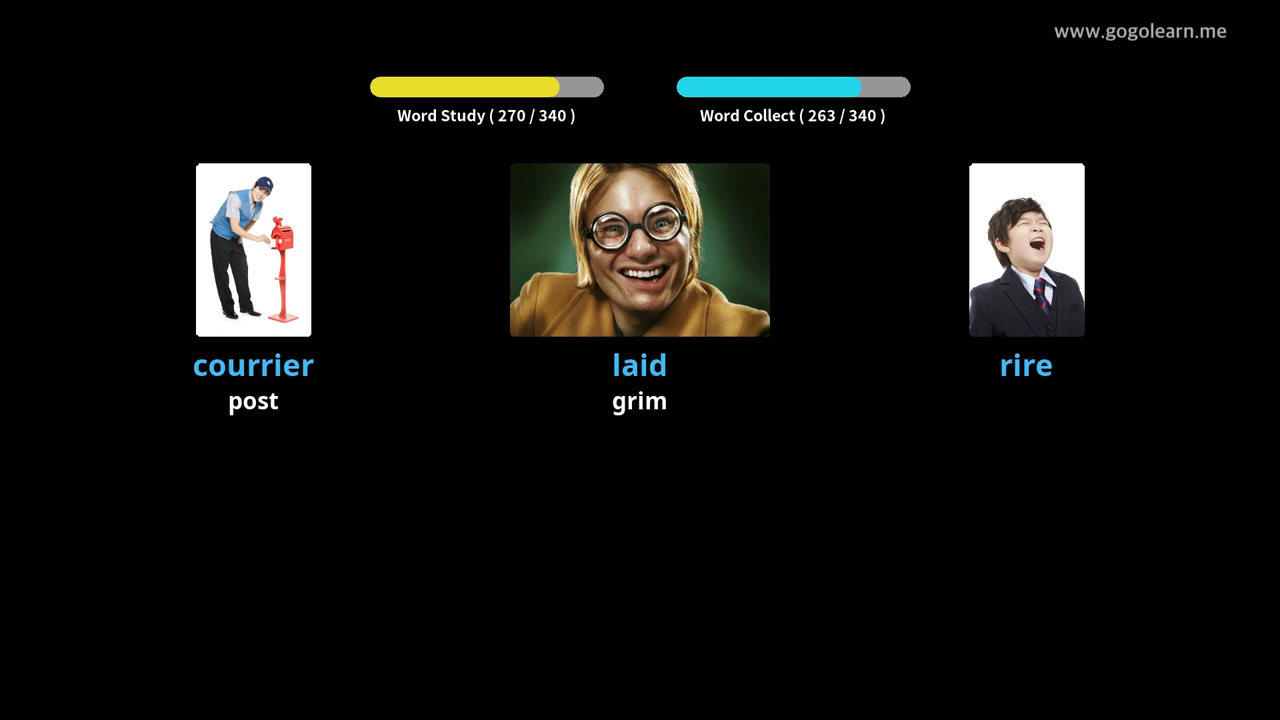 www.gogolearn.me
Word Study ( 270 / 340 )
Word Collect ( 263 / 340 )
courrier
post
laid
grim
rire